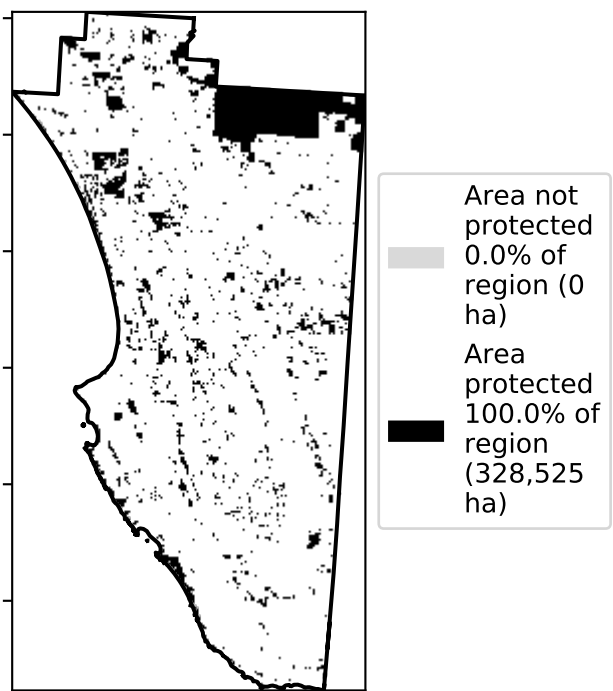 Area not
protected
0.0% of
region (0
ha)
Area
protected
100.0% of
region
(328,525
ha)